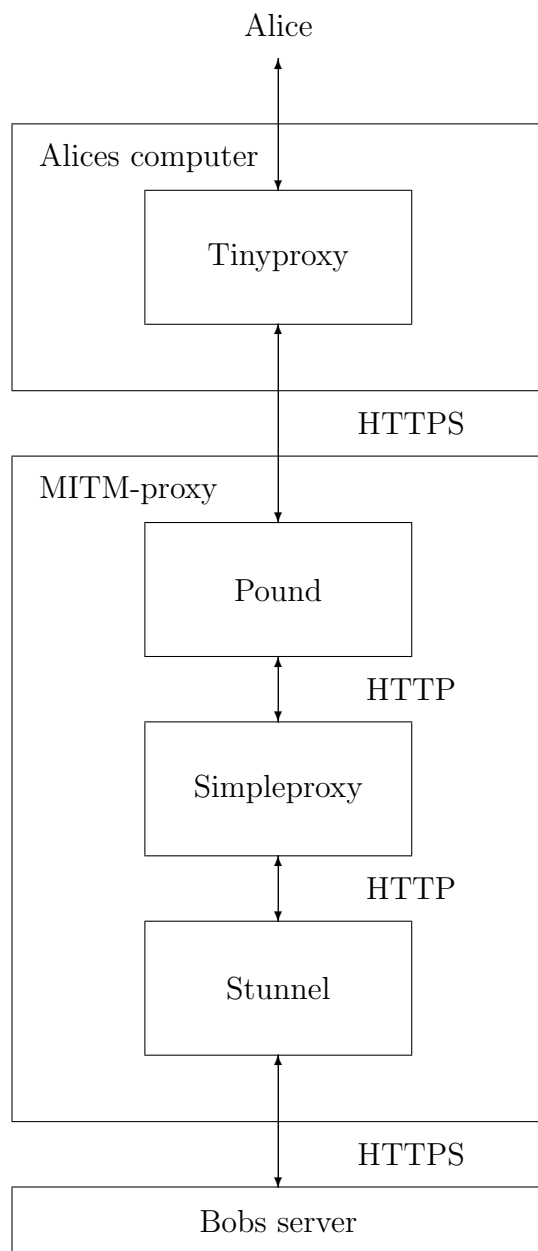 Alice
Alices computer
Tinyproxy
HTTPS
MITM-proxy
Pound
HTTP
Simpleproxy
HTTP
Stunnel
HTTPS
Bobs server